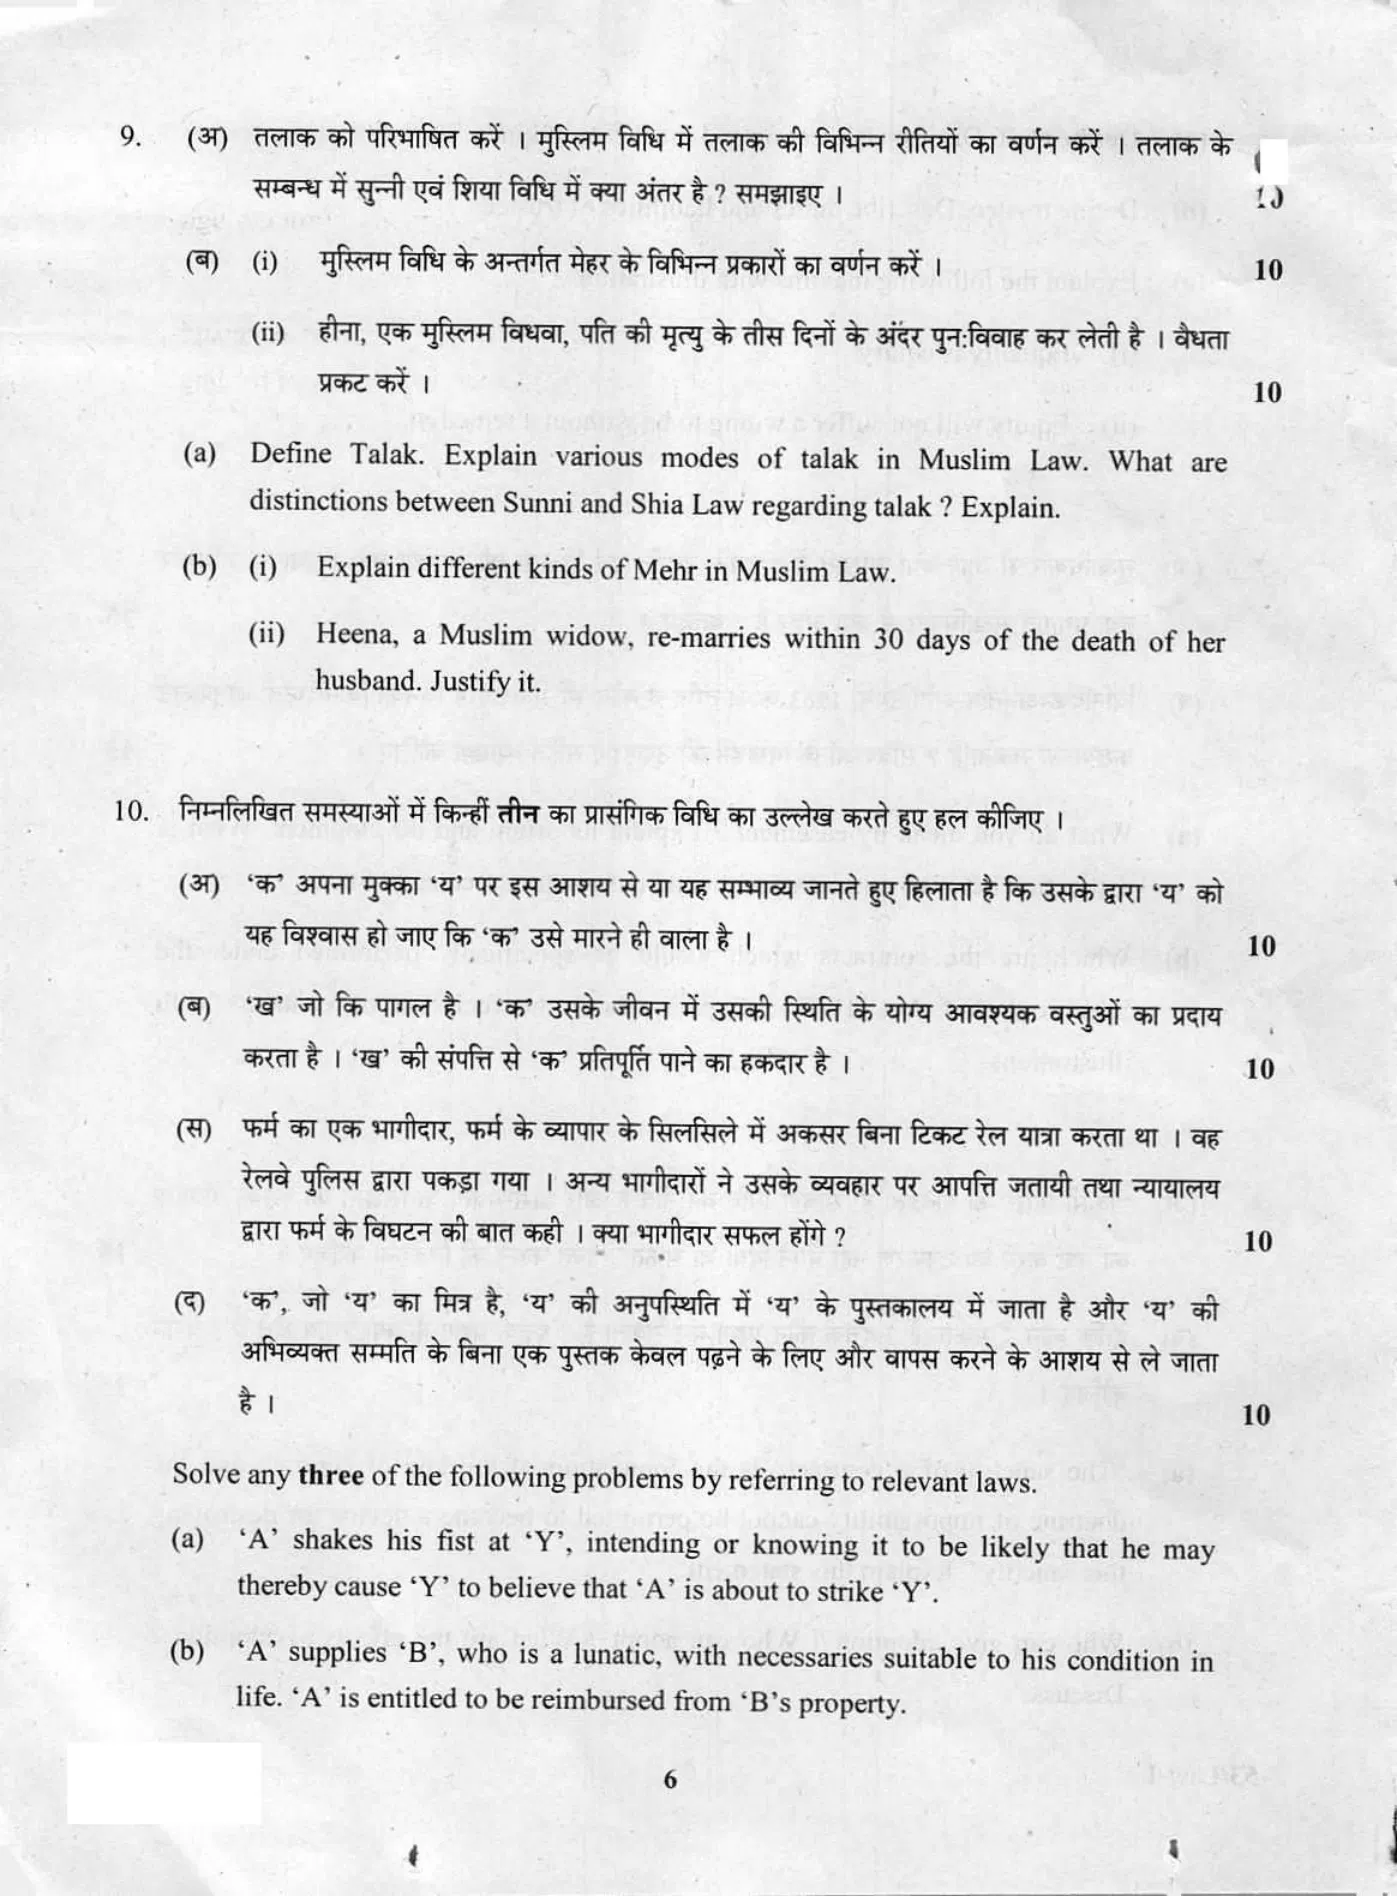 9. (अ) तलाक को परिभाषित करें । मुस्लिम विधि में तलाक की विभिन्न रीतियों का वर्णन करें । तलाक के
सम्बन्ध में सुन्नी एवं शिया विधि में क्या अंतर है ? समझाइए । 10
(ब) (i) मुस्लिम विधि के अन्तर्गत मेहर के विभिन्न प्रकारों का वर्णन करें । 10
(ii) हीना, एक मुस्लिम विधवा, पति की मृत्यु के तीस दिनों के अंदर पुन:विवाह कर लेती है । वैधता
प्रकट करें । 10
(a) Define Talak. Explain various modes of talak in Muslim Law. What are
distinctions between Sunni and Shia Law regarding talak ? Explain.
(b) (i) Explain different kinds of Mehr in Muslim Law.
(ii) Heena, a Muslim widow, re-marries within 30 days of the death of her
husband. Justify it.
10. निम्नलिखित समस्याओं में किन्हीं तीन का प्रासंगिक विधि का उल्लेख करते हुए हल कीजिए ।
(अ) ‘क’ अपना मुक्का ‘य’ पर इस आशय से या यह सम्भाव्य जानते हुए हिलाता है कि उसके द्वारा ‘य’ को
यह विश्वास हो जाए कि ‘क’ उसे मारने ही वाला है । 10
(ब) ‘ख’ जो कि पागल है । ‘क’ उसके जीवन में उसकी स्थिति के योग्य आवश्यक वस्तुओं का प्रदाय
करता है । ‘ख’ की संपत्ति से ‘क’ प्रतिपूर्ति पाने का हकदार है । 10
(स) फर्म का एक भागीदार, फर्म के व्यापार के सिलसिले में अकसर बिना टिकट रेल यात्रा करता था । वह
रेलवे पुलिस द्वारा पकड़ा गया । अन्य भागीदारों ने उसके व्यवहार पर आपत्ति जतायी तथा न्यायालय
द्वारा फर्म के विघटन की बात कही । क्या भागीदार सफल होंगे ? 10
(द) ‘क’, जो ‘य’ का मित्र है, ‘य’ की अनुपस्थिति में ‘य’ के पुस्तकालय में जाता है और ‘य’ की
अभिव्यक्त सम्मति के बिना एक पुस्तक केवल पढ़ने के लिए और वापस करने के आशय से ले जाता
है । 10
Solve any three of the following problems by referring to relevant laws.
(a) ‘A’ shakes his fist at ‘Y’, intending or knowing it to be likely that he may
thereby cause ‘Y’ to believe that ‘A’ is about to strike ‘Y’.
(b) ‘A’ supplies ‘B’, who is a lunatic, with necessaries suitable to his condition in
life. ‘A’ is entitled to be reimbursed from ‘B’s property.
6